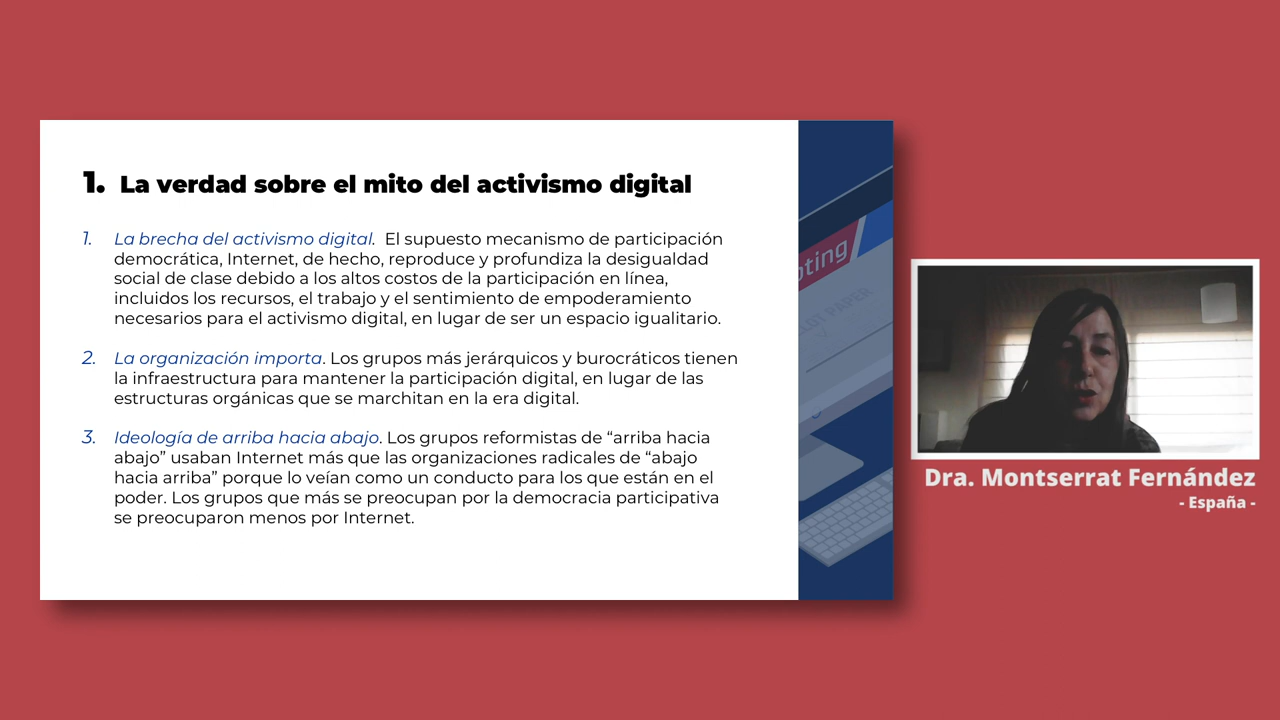 1. La verdad sobre el mito del activismo digital
1. La brecha del activismo digital. El supuesto mecanismo de participación
democrática, Internet, de hecho, reproduce y profundiza la desigualdad
social de clase debido a los altos costos de la participación en línea,
incluidos los recursos, el trabajo y el sentimiento de empoderamiento
necesarios para el activismo digital, en lugar de ser un espacio igualitario.
2. La organización importa. Los grupos más jerárquicos y burocráticos tienen
la infraestructura para mantener la participación digital, en lugar de las
estructuras orgánicas que se marchitan en la era digital.
3. Ideología de arriba hacia abajo. Los grupos reformistas de “arriba hacia
abajo” usaban Internet más que las organizaciones radicales de “abajo
hacia arriba” porque lo veían como un conducto para los que están en el
poder. Los grupos que más se preocupan por la democracia participativa
se preocuparon menos por Internet.
PAPER
Dra. Montserrat Fernández
- España -